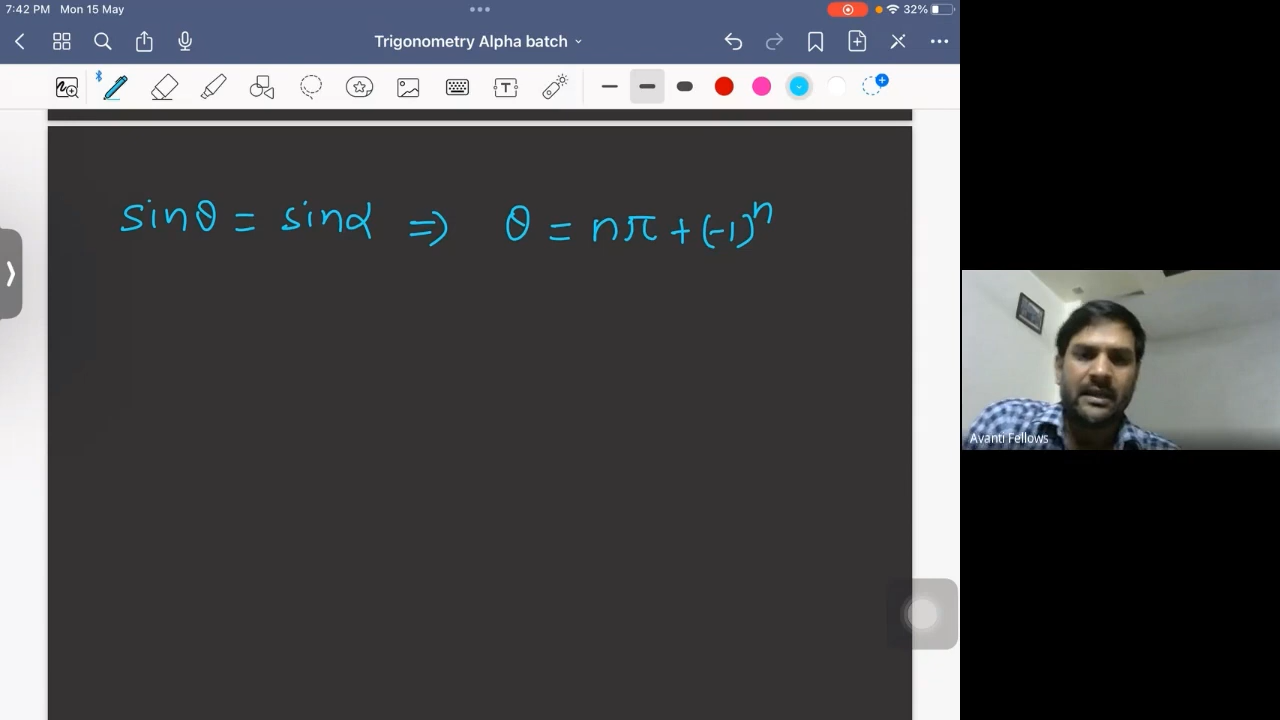 7:42 PM Mon 15 May
32%
Trigonometry Alpha batch
T
sinθ = sinα ⇒ θ = nπ + (-1)^n
Avanti Fellows